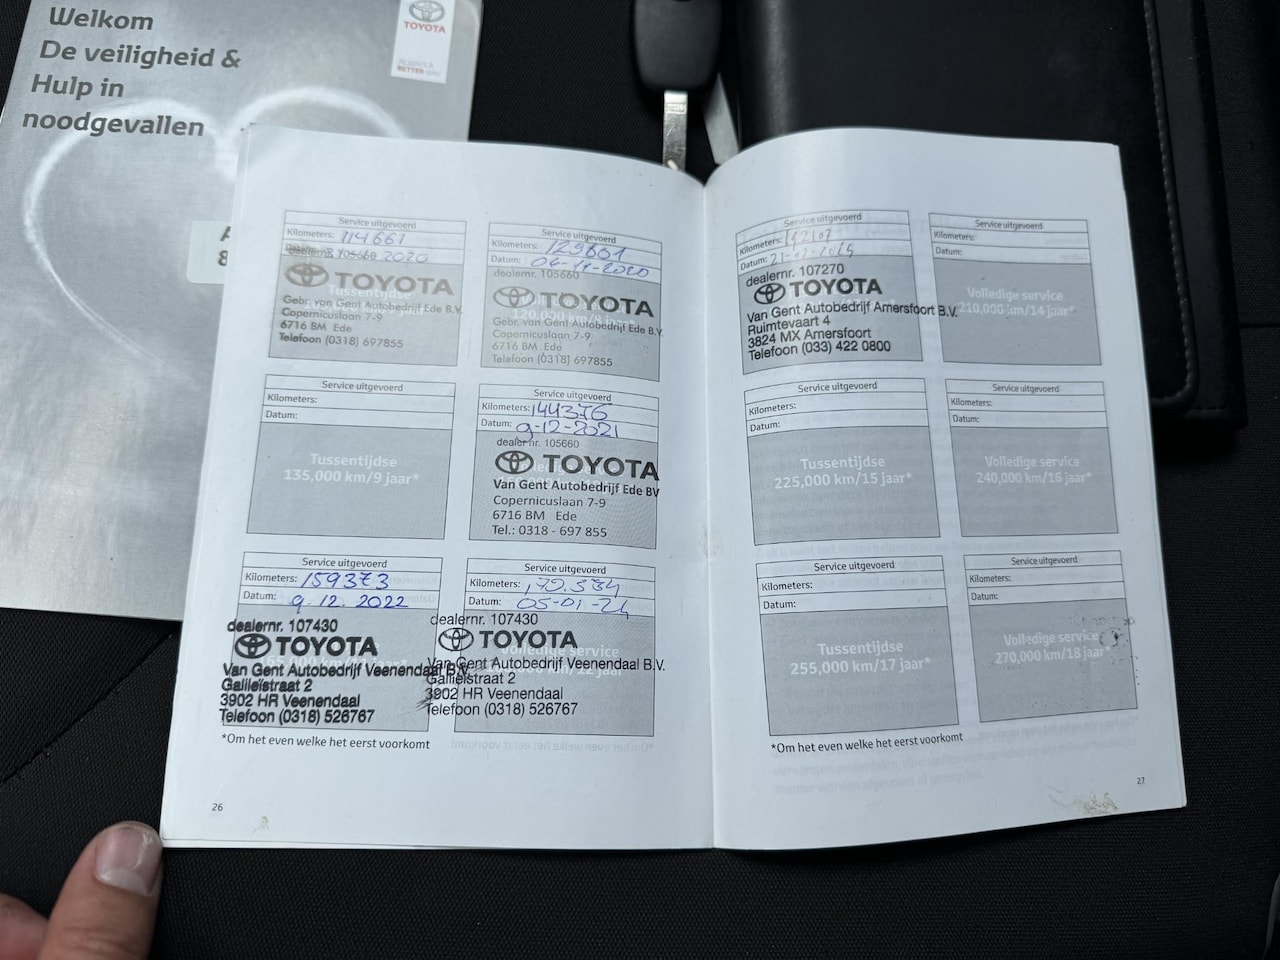 Welkom
De veiligheid &
Hulp in
noodgevallen
TOYOTA
A
8
Service uitgevoerd
Kilometers: 114661
2020
TOYOTA
Tussentijdse
Gebr. van Gent Autobedrijf Ede B.V.
Copernicuslaan 7-9
6716 BM Ede
Telefoon (0318) 697855
Service uitgevoerd
Kilometers: 129601
Datum: 04-12-2020
dealernr. 105660
TOYOTA
Gebr. van Gent Autobedrijf Ede B.V.
Copernicuslaan 7-9
6716 BM Ede
Telefoon (0318) 697855
Service uitgevoerd
Kilometers:
Datum:
Tussentijdse
135,000 km/9 jaar*
Service uitgevoerd
Kilometers: 144376
Datum: 9-12-2021
dealernr. 105660
TOYOTA
Van Gent Autobedrijf Ede BV
Copernicuslaan 7-9
6716 BM Ede
Tel.: 0318 - 697 855
Service uitgevoerd
Kilometers: 159373
Datum: 9.12.2022
dealernr. 107430
TOYOTA
Van Gent Autobedrijf Veenendaal B.V.
Galileïstraat 2
3902 HR Veenendaal
Telefoon (0318) 526767
Service uitgevoerd
Kilometers: 170.534
Datum: 05-01-24
dealernr. 107430
TOYOTA
Van Gent Autobedrijf Veenendaal B.V.
Galileïstraat 2
3902 HR Veenendaal
Telefoon (0318) 526767
*Om het even welke het eerst voorkomt
26
Service uitgevoerd
Kilometers:
Datum:
dealernr. 107270
TOYOTA
Van Gent Autobedrijf Amersfoort B.V.
Ruimtevaart 4
3824 MX Amersfoort
Telefoon (033) 422 0800
Service uitgevoerd
Kilometers:
Datum:
Volledige service
210,000 km/14 jaar*
Service uitgevoerd
Kilometers:
Datum:
Tussentijdse
225,000 km/15 jaar*
Service uitgevoerd
Kilometers:
Datum:
Volledige service
240,000 km/16 jaar*
Service uitgevoerd
Kilometers:
Datum:
Tussentijdse
255,000 km/17 jaar*
Service uitgevoerd
Kilometers:
Datum:
Volledige service
270,000 km/18 jaar*
*Om het even welke het eerst voorkomt
27